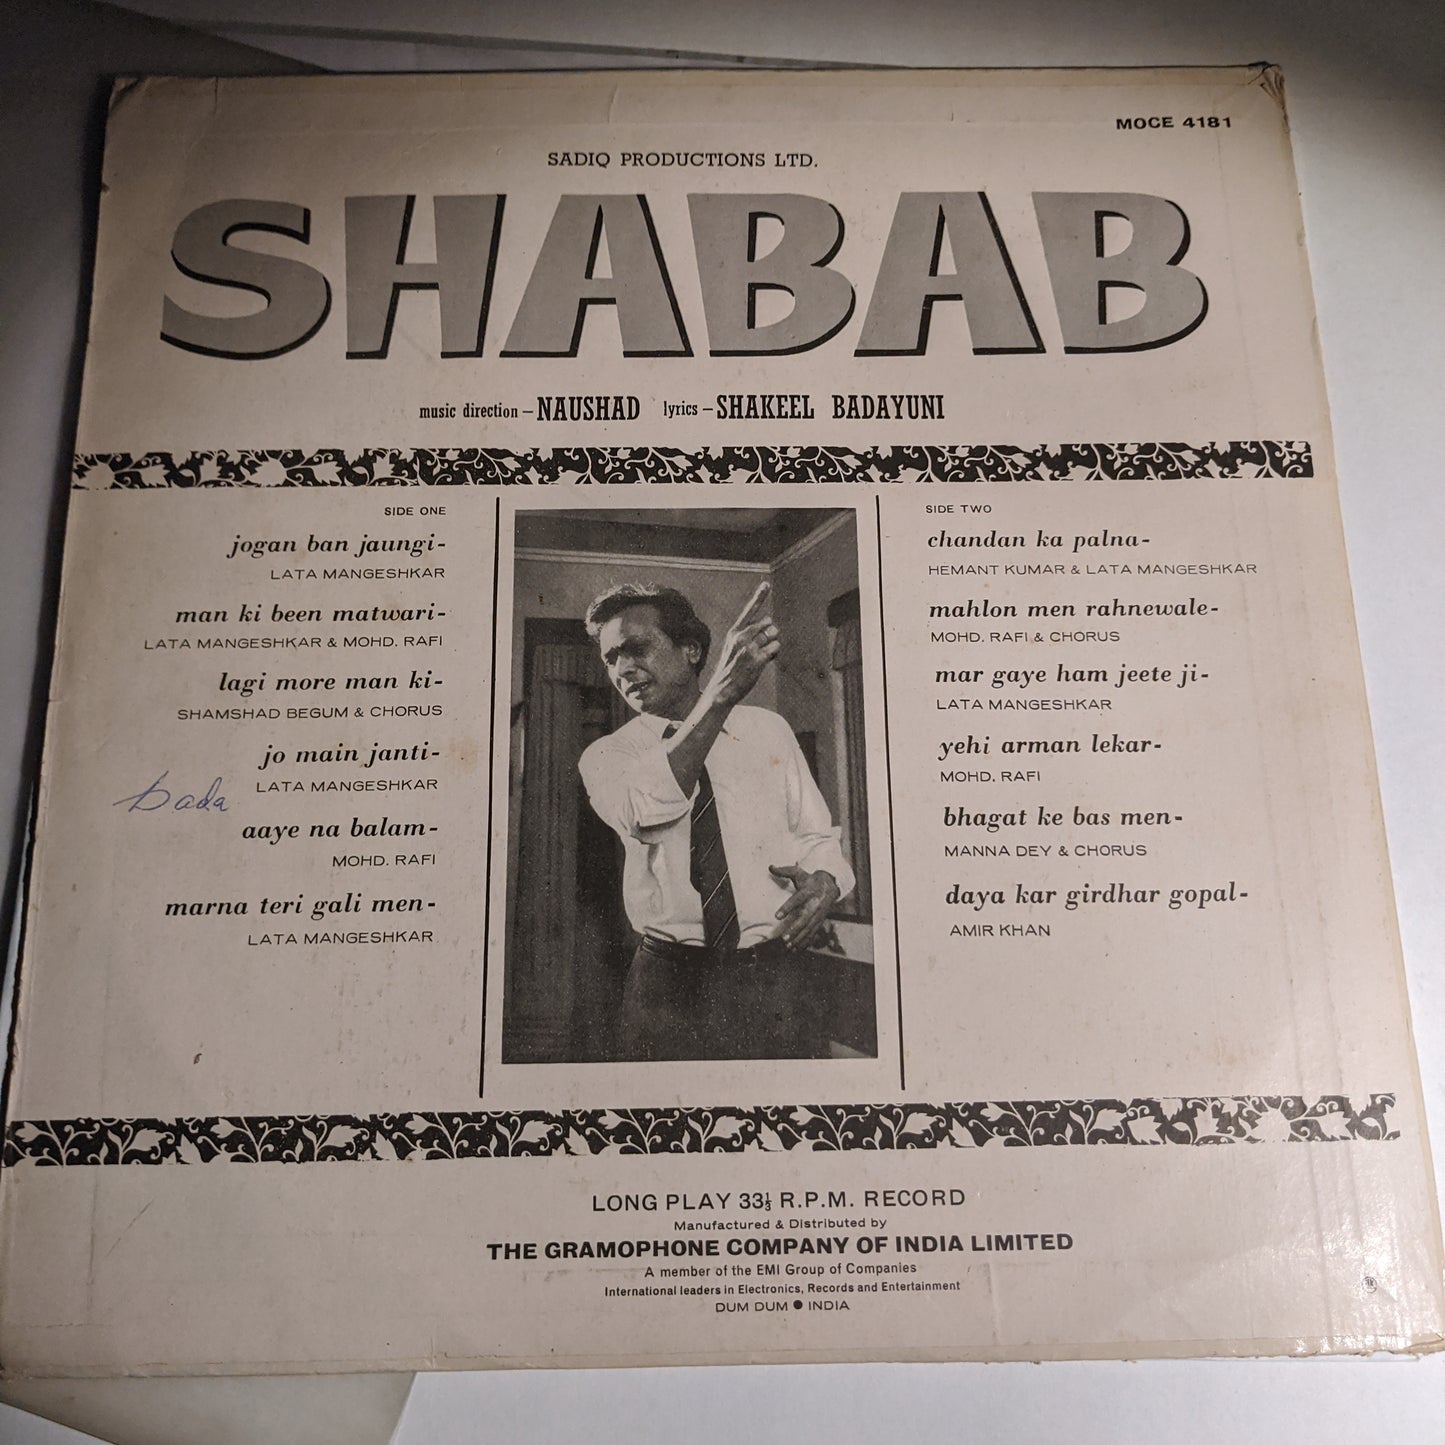 MOCE 4181
SADIQ PRODUCTIONS LTD.
SHABAB
music direction – NAUSHAD lyrics – SHAKEEL BADAYUNI
SIDE ONE
jogan ban jaungi-
LATA MANGESHKAR
man ki been matwari-
LATA MANGESHKAR & MOHD. RAFI
lagi more man ki-
SHAMSHAD BEGUM & CHORUS
jo main janti-
LATA MANGESHKAR
Dada
aaye na balam-
MOHD. RAFI
marna teri gali men-
LATA MANGESHKAR
SIDE TWO
chandan ka palna-
HEMANT KUMAR & LATA MANGESHKAR
mahlon men rahnewale-
MOHD. RAFI & CHORUS
mar gaye ham jeete ji-
LATA MANGESHKAR
yehi arman lekar-
MOHD. RAFI
bhagat ke bas men-
MANNA DEY & CHORUS
daya kar girdhar gopal-
AMIR KHAN
LONG PLAY 33⅓ R.P.M. RECORD
Manufactured & Distributed by
THE GRAMOPHONE COMPANY OF INDIA LIMITED
A member of the EMI Group of Companies
International leaders in Electronics, Records and Entertainment
DUM DUM ● INDIA